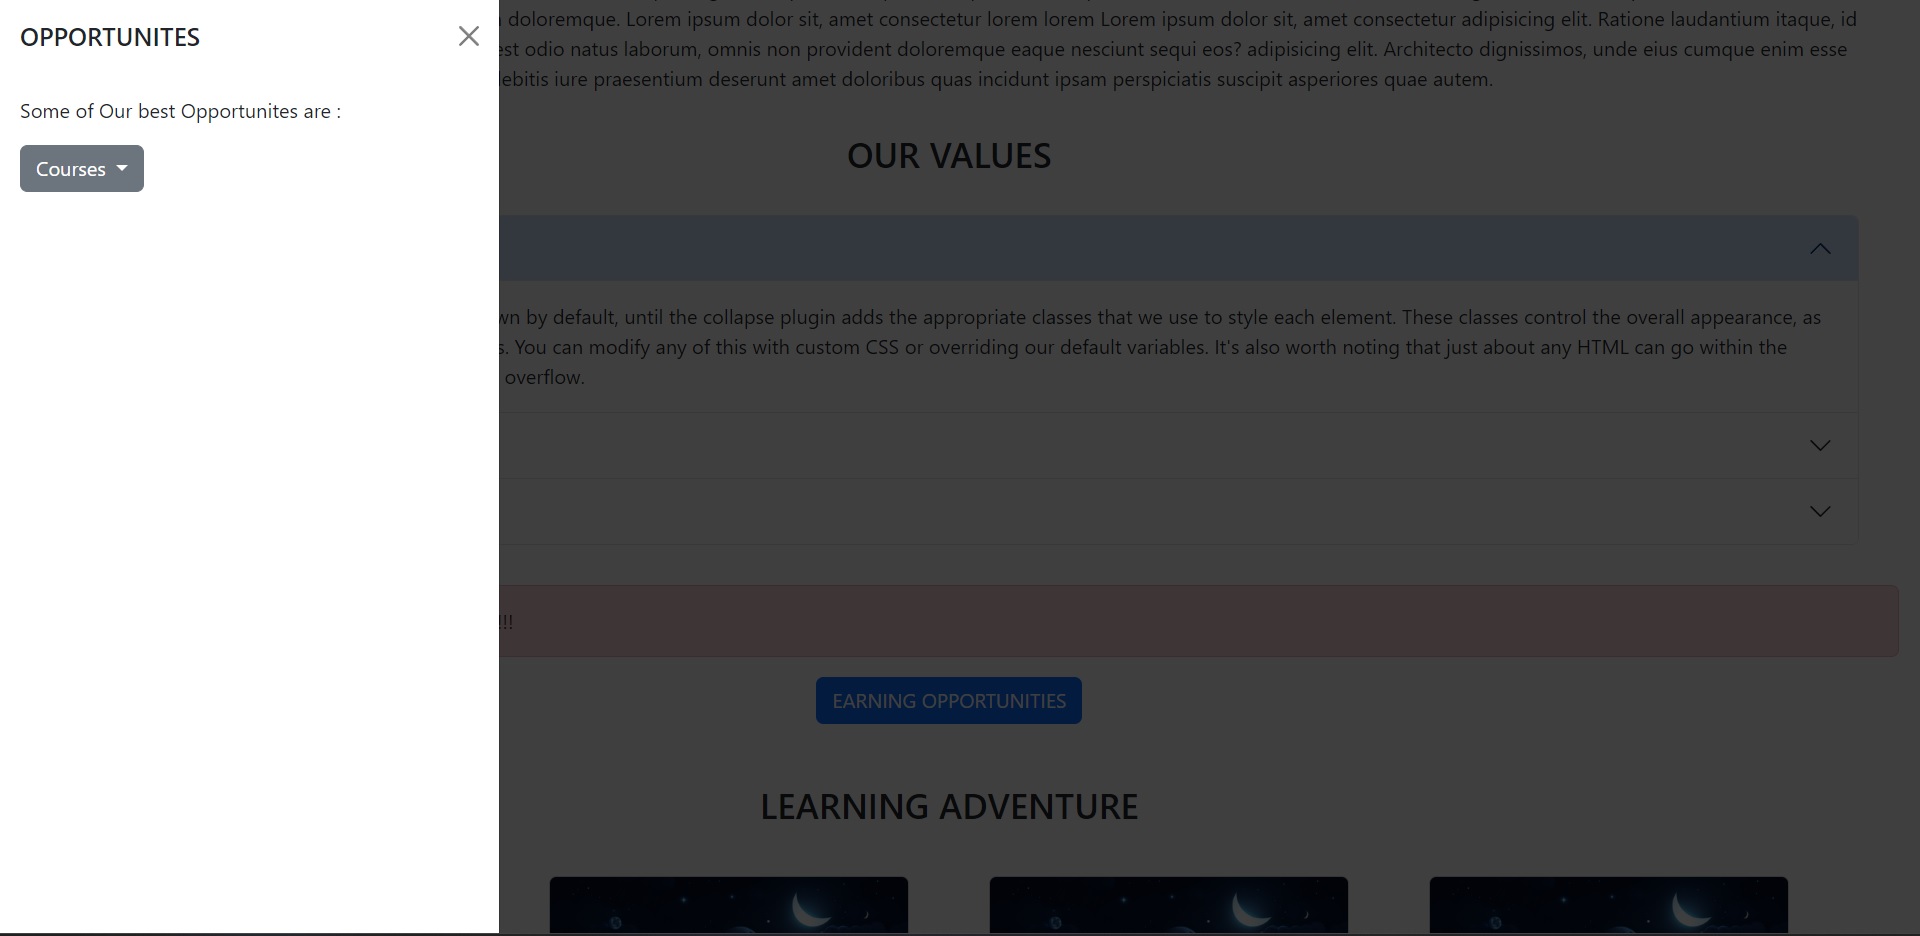 OPPORTUNITES
Some of Our best Opportunites are :
Courses
doloremque. Lorem ipsum dolor sit, amet consectetur lorem lorem Lorem ipsum dolor sit, amet consectetur adipisicing elit. Ratione laudantium itaque, id
est odio natus laborum, omnis non provident doloremque eaque nesciunt sequi eos? adipisicing elit. Architecto dignissimos, unde eius cumque enim esse
iure praesentium deserunt amet doloribus quas incidunt ipsam perspiciatis suscipit asperiores quae autem.
OUR VALUES
by default, until the collapse plugin adds the appropriate classes that we use to style each element. These classes control the overall appearance, as
You can modify any of this with custom CSS or overriding our default variables. It's also worth noting that just about any HTML can go within the
overflow.
!!!
EARNING OPPORTUNITIES
LEARNING ADVENTURE